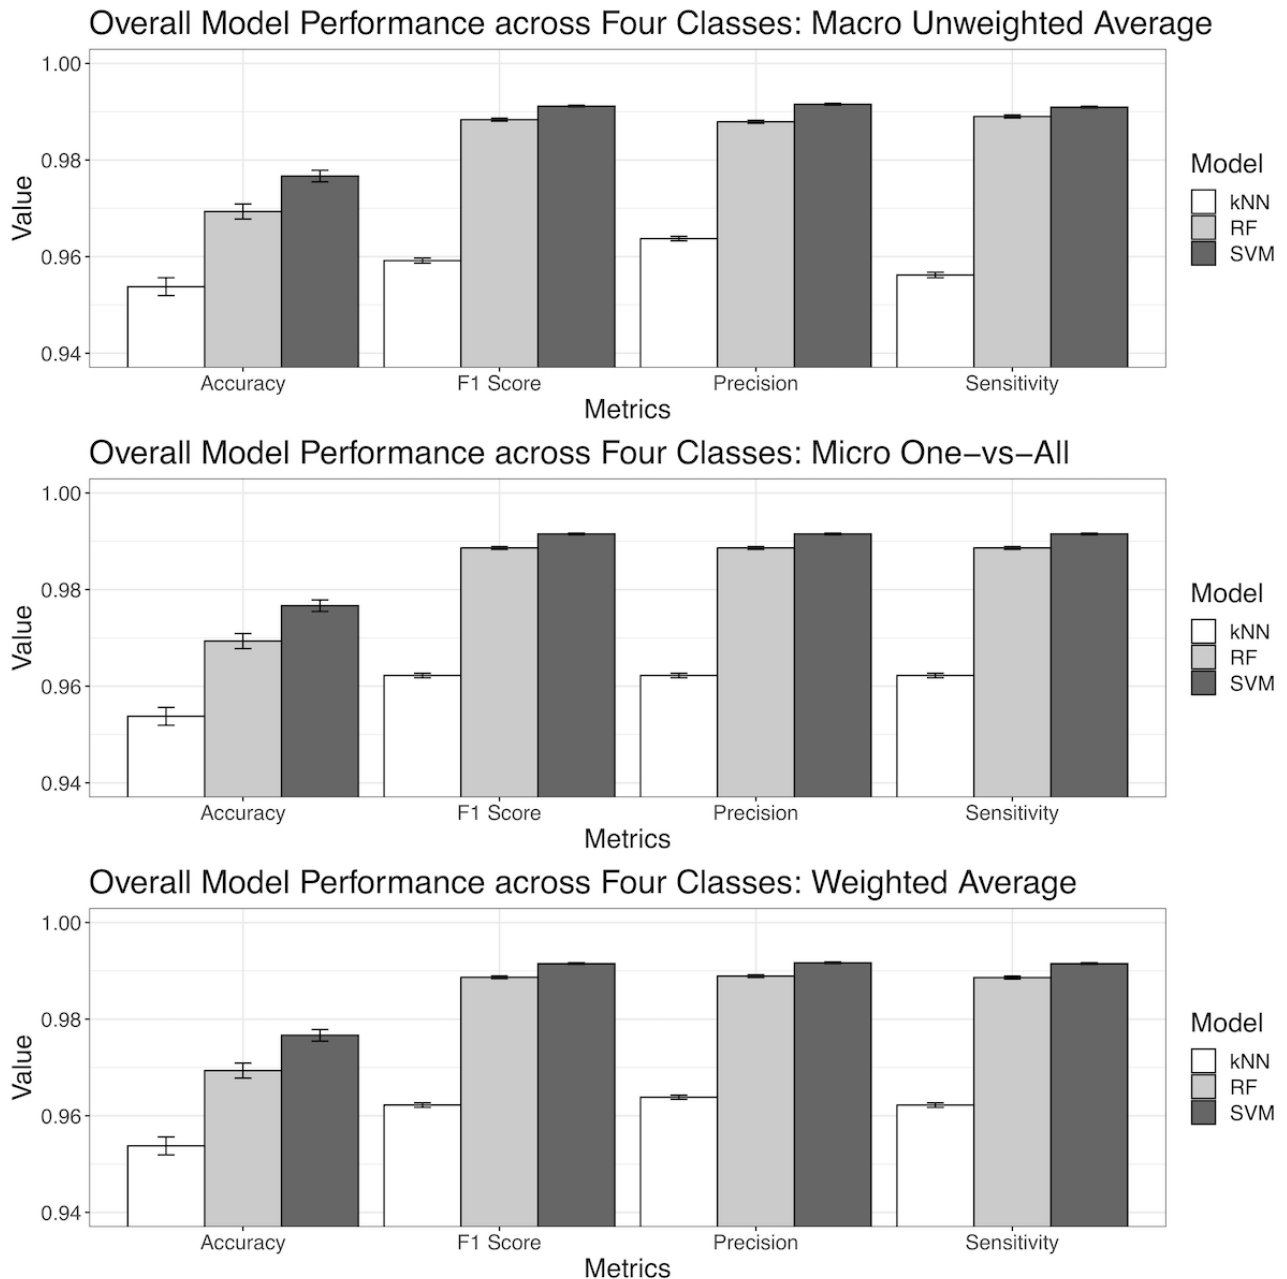 Overall Model Performance across Four Classes: Macro Unweighted Average
Value
1.00
0.98
0.96
0.94
Accuracy
F1 Score
Precision
Sensitivity
Metrics
Model
kNN
RF
SVM
Overall Model Performance across Four Classes: Micro One−vs−All
Value
1.00
0.98
0.96
0.94
Accuracy
F1 Score
Precision
Sensitivity
Metrics
Model
kNN
RF
SVM
Overall Model Performance across Four Classes: Weighted Average
Value
1.00
0.98
0.96
0.94
Accuracy
F1 Score
Precision
Sensitivity
Metrics
Model
kNN
RF
SVM